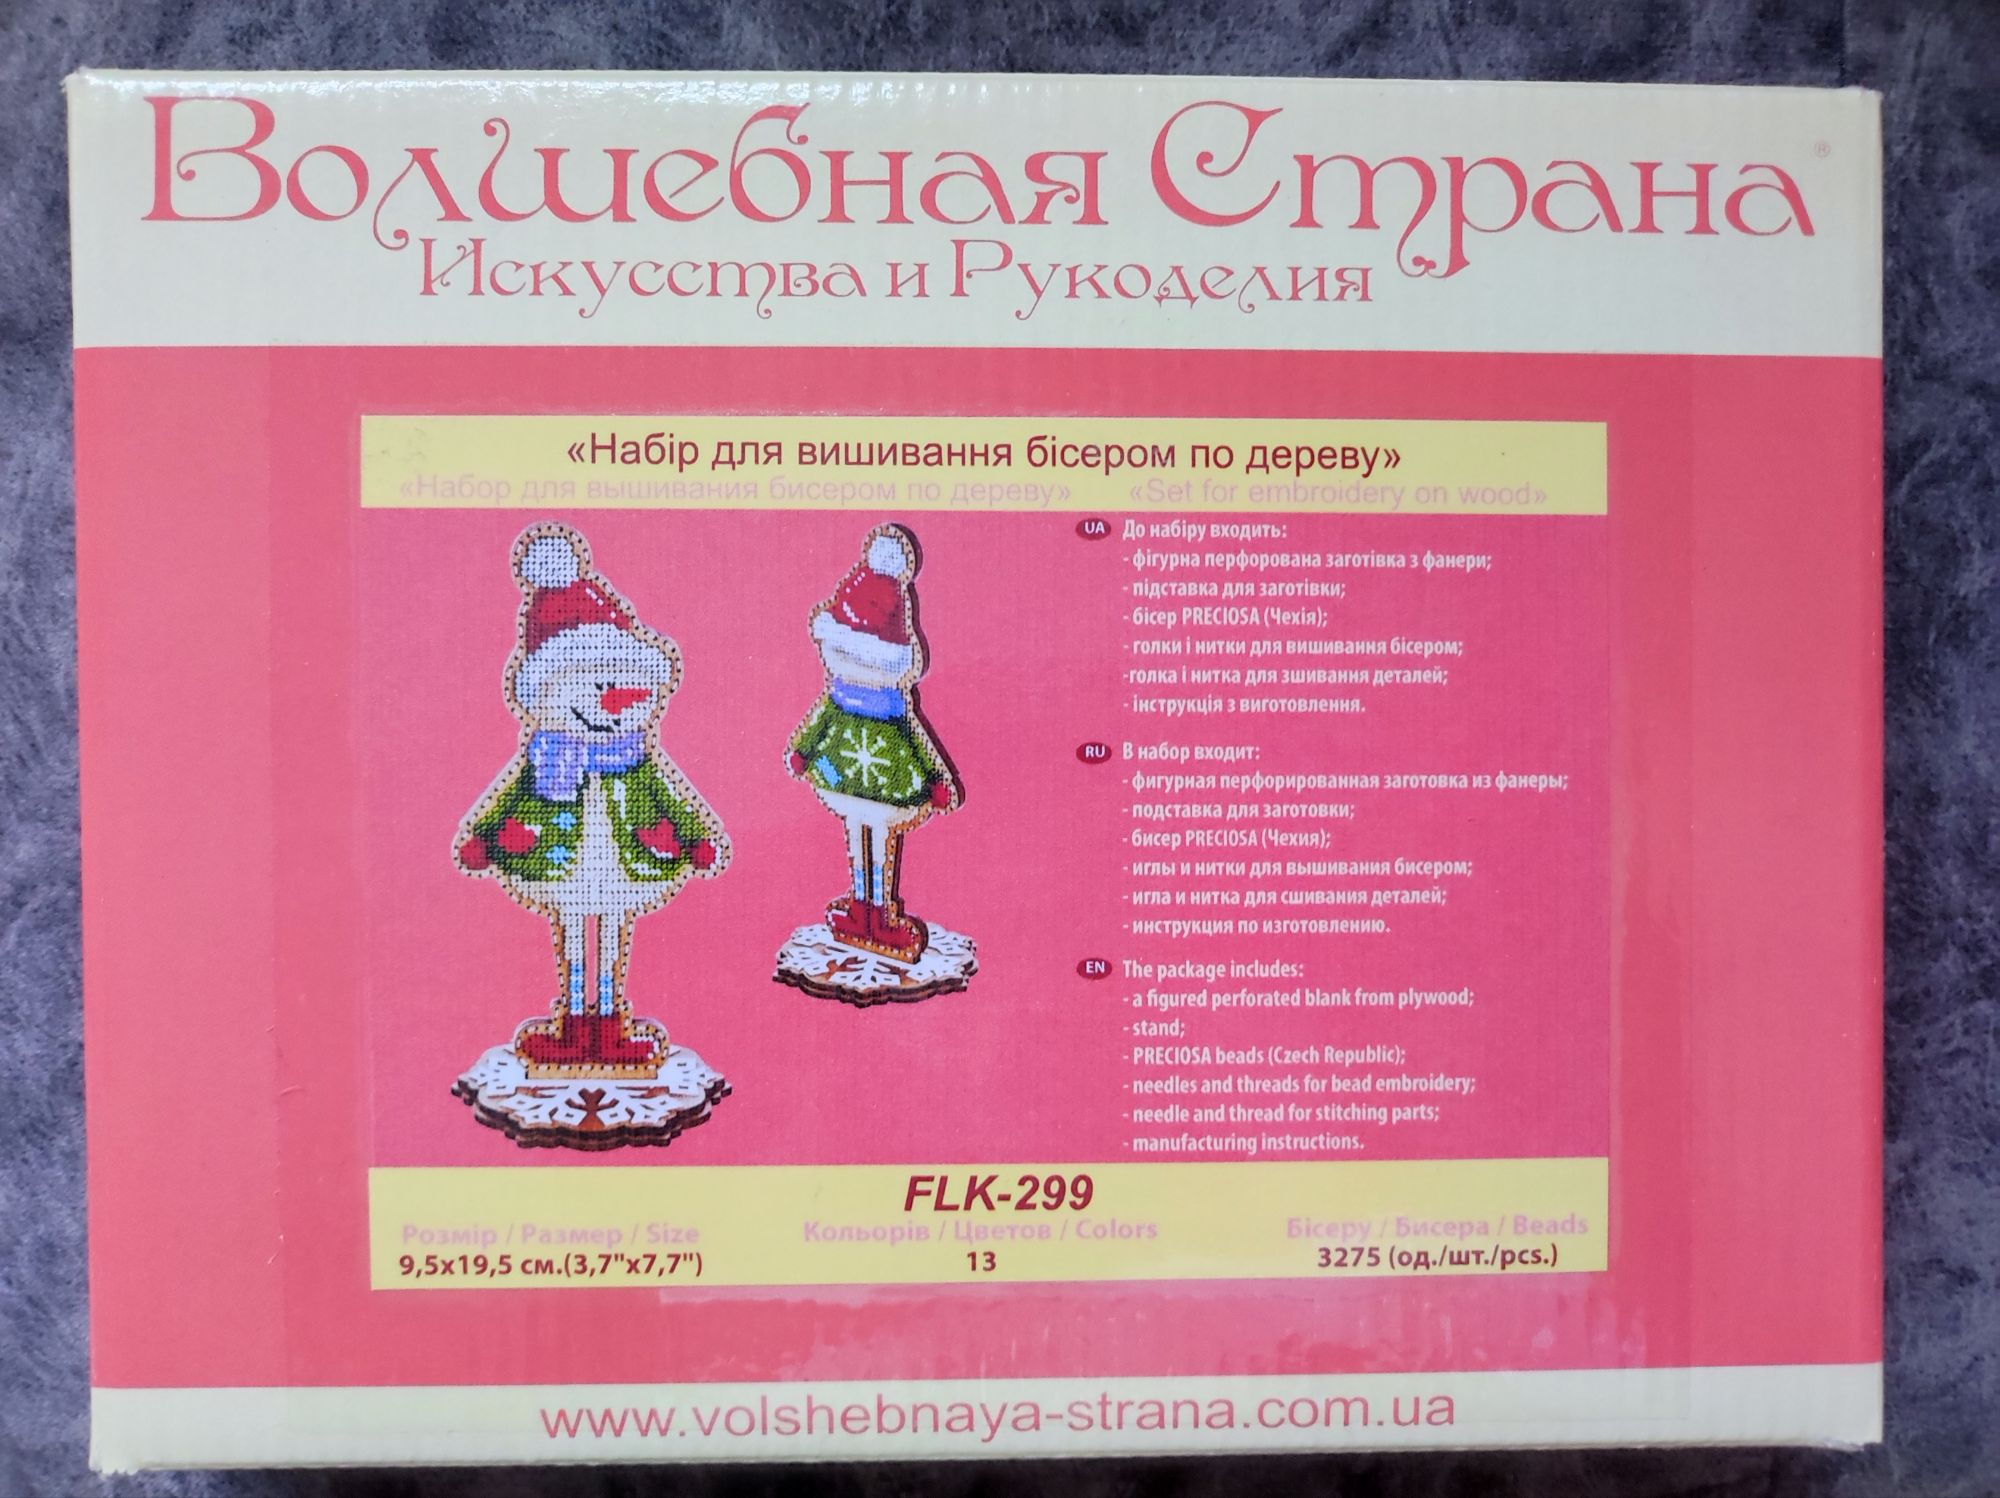 Волшебная Страна ®
Искусства и Рукоделия
«Набір для вишивання бісером по дереву»
«Набор для вышивания бисером по дереву» «Set for embroidery on wood»
UA До набіру входить:
- фігурна перфорована заготівка з фанери;
- підставка для заготівки;
- бісер PRECIOSA (Чехія);
- голки і нитки для вишивання бісером;
-голка і нитка для зшивання деталей;
- інструкція з виготовлення.
RU В набор входит:
- фигурная перфорированная заготовка из фанеры;
- подставка для заготовки;
- бисер PRECIOSA (Чехия);
- иглы и нитки для вышивания бисером;
- игла и нитка для сшивания деталей;
- инструкция по изготовлению.
EN The package includes:
- a figured perforated blank from plywood;
- stand;
- PRECIOSA beads (Czech Republic);
- needles and threads for bead embroidery;
- needle and thread for stitching parts;
- manufacturing instructions.
FLK-299
Розмір / Размер / Size Кольорів / Цветов / Colors Бісеру / Бисера / Beads
9,5x19,5 см.(3,7"x7,7") 13 3275 (од./шт./pcs.)
www.volshebnaya-strana.com.ua